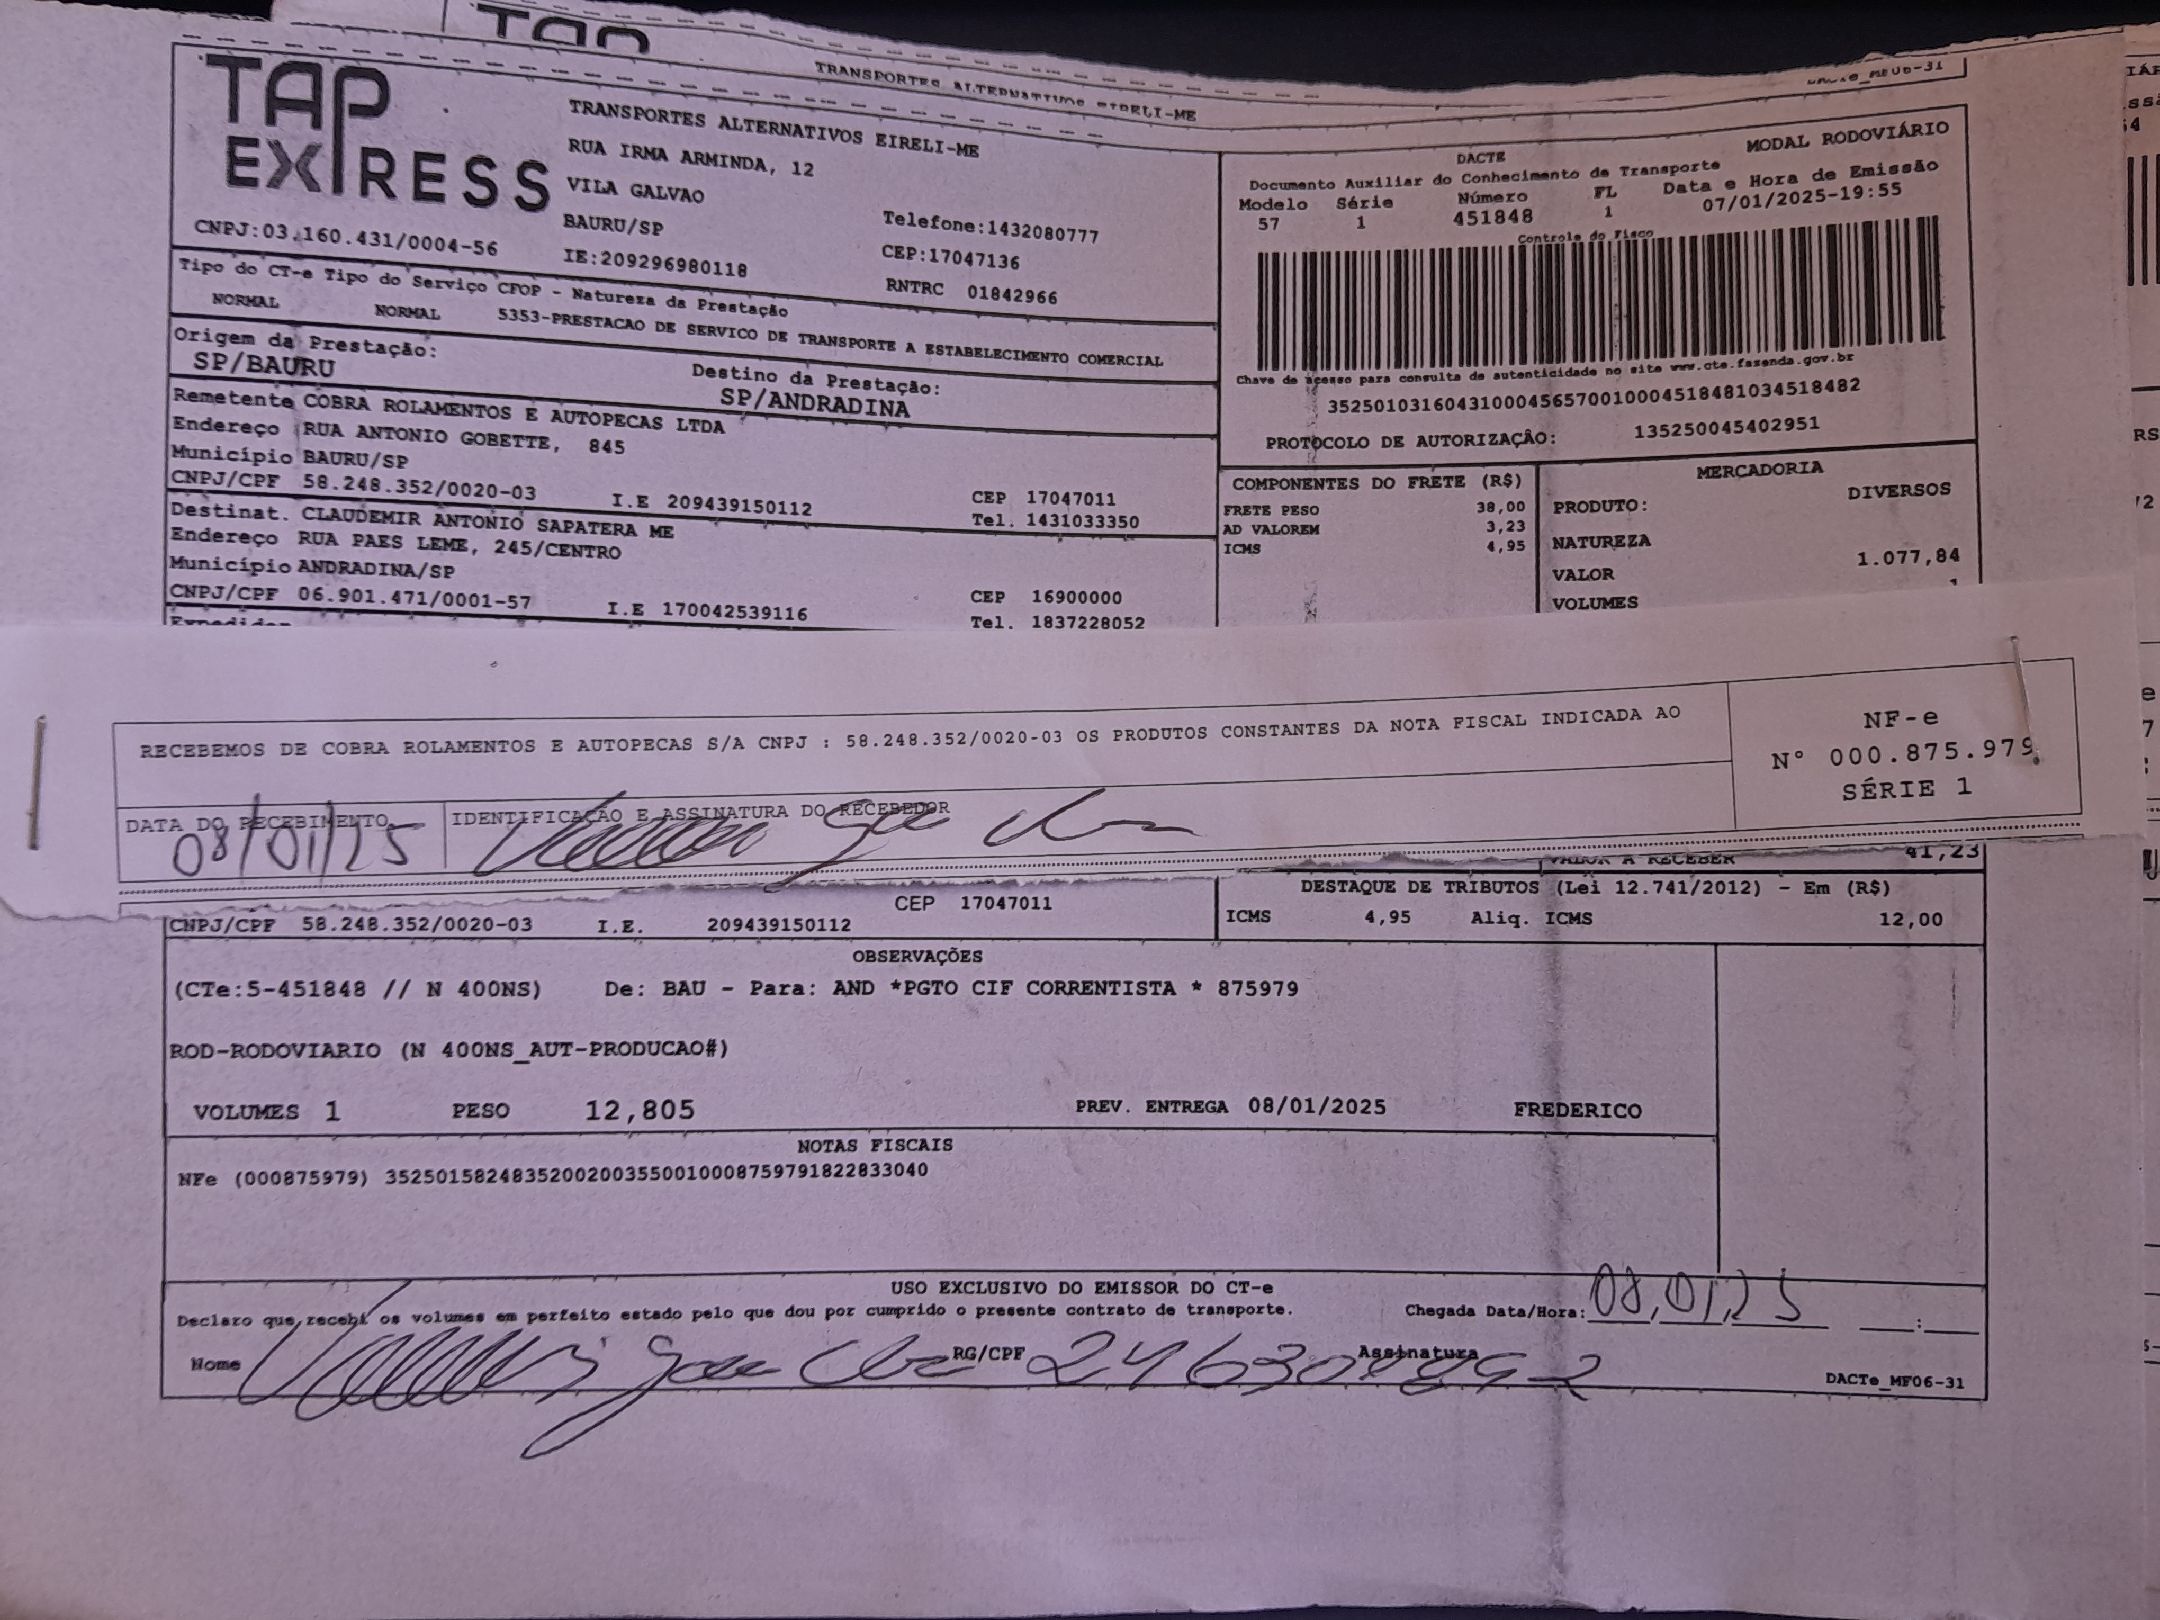 TAP
TRANSPORTES ALTERNATIVOS EIRELI-ME
DACTe_MF06-31
TAP
EXPRESS
TRANSPORTES ALTERNATIVOS EIRELI-ME
RUA IRMA ARMINDA, 12
VILA GALVAO
BAURU/SP Telefone:1432080777
CNPJ:03.160.431/0004-56 IE:209296980118 CEP:17047136
RNTRC 01842966
Tipo do CT-e Tipo do Serviço CFOP - Natureza da Prestação
NORMAL NORMAL 5353-PRESTACAO DE SERVICO DE TRANSPORTE A ESTABELECIMENTO COMERCIAL
Origem da Prestação: Destino da Prestação:
SP/BAURU SP/ANDRADINA
Remetente COBRA ROLAMENTOS E AUTOPECAS LTDA
Endereço RUA ANTONIO GOBETTE, 845
Município BAURU/SP CEP 17047011
CNPJ/CPF 58.248.352/0020-03 I.E 209439150112 Tel. 1431033350
Destinat. CLAUDEMIR ANTONIO SAPATERA ME
Endereço RUA PAES LEME, 245/CENTRO
Município ANDRADINA/SP CEP 16900000
CNPJ/CPF 06.901.471/0001-57 I.E 170042539116 Tel. 1837228052
DACTE MODAL RODOVIÁRIO
Documento Auxiliar do Conhecimento de Transporte
Modelo Série Número FL Data e Hora de Emissão
57 1 451848 1 07/01/2025-19:55
Controle do Fisco
Chave de acesso para consulta de autenticidade no site www.cte.fazenda.gov.br
35250103160431000456570010004518481034518482
PROTOCOLO DE AUTORIZAÇÃO: 135250045402951
COMPONENTES DO FRETE (R$)
FRETE PESO 38,00
AD VALOREM 3,23
ICMS 4,95
MERCADORIA
PRODUTO: DIVERSOS
NATUREZA
VALOR 1.077,84
VOLUMES 1
RECEBEMOS DE COBRA ROLAMENTOS E AUTOPECAS S/A CNPJ : 58.248.352/0020-03 OS PRODUTOS CONSTANTES DA NOTA FISCAL INDICADA AO
NF-e
N° 000.875.979
SÉRIE 1
DATA DO RECEBIMENTO IDENTIFICAÇÃO E ASSINATURA DO RECEBEDOR
08/01/25
VALOR A RECEBER 41,23
DESTAQUE DE TRIBUTOS (Lei 12.741/2012) - Em (R$)
ICMS 4,95 Aliq. ICMS 12,00
CEP 17047011
CNPJ/CPF 58.248.352/0020-03 I.E. 209439150112
OBSERVAÇÕES
(CTe:5-451848 // N 400NS) De: BAU - Para: AND *PGTO CIF CORRENTISTA * 875979
ROD-RODOVIARIO (N 400NS_AUT-PRODUCAO#)
VOLUMES 1 PESO 12,805 PREV. ENTREGA 08/01/2025 FREDERICO
NOTAS FISCAIS
NFe (000875979) 35250158248352002003550010008759791822833040
USO EXCLUSIVO DO EMISSOR DO CT-e
Declaro que recebi os volumes em perfeito estado pelo que dou por cumprido o presente contrato de transporte. Chegada Data/Hora: 08/01/25 :
Nome RG/CPF Assinatura
DACTe_MF06-31